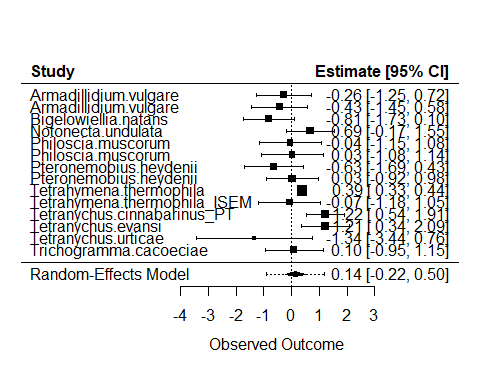 Study Estimate [95% CI]
Armadillidium.vulgare -0.26 [-1.25, 0.72]
Armadillidium.vulgare -0.43 [-1.45, 0.58]
Bigelowiella.natans -0.81 [-1.73, 0.10]
Notonecta.undulata 0.69 [-0.17, 1.55]
Philoscia.muscorum -0.04 [-1.15, 1.08]
Philoscia.muscorum 0.03 [-1.08, 1.14]
Pteronemobius.heydenii -0.63 [-1.69, 0.43]
Pteronemobius.heydenii 0.03 [-0.92, 0.98]
Tetrahymena.thermophila 0.39 [0.33, 0.44]
Tetrahymena.thermophila_ISEM -0.07 [-1.18, 1.05]
Tetranychus.cinnabarinus_PT 1.22 [0.54, 1.91]
Tetranychus.evansi 1.21 [0.34, 2.09]
Tetranychus.urticae -1.34 [-3.44, 0.76]
Trichogramma.cacoeciae 0.10 [-0.95, 1.15]
Random-Effects Model 0.14 [-0.22, 0.50]
-4 -3 -2 -1 0 1 2 3
Observed Outcome